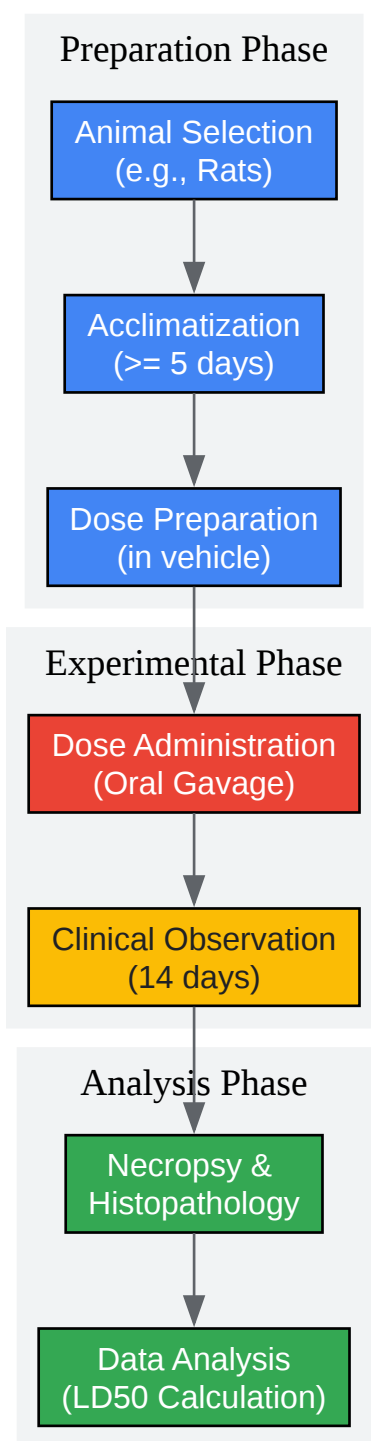 Preparation Phase
Animal Selection
(e.g., Rats)
Acclimatization
(>= 5 days)
Dose Preparation
(in vehicle)
Experimental Phase
Dose Administration
(Oral Gavage)
Clinical Observation
(14 days)
Analysis Phase
Necropsy &
Histopathology
Data Analysis
(LD50 Calculation)